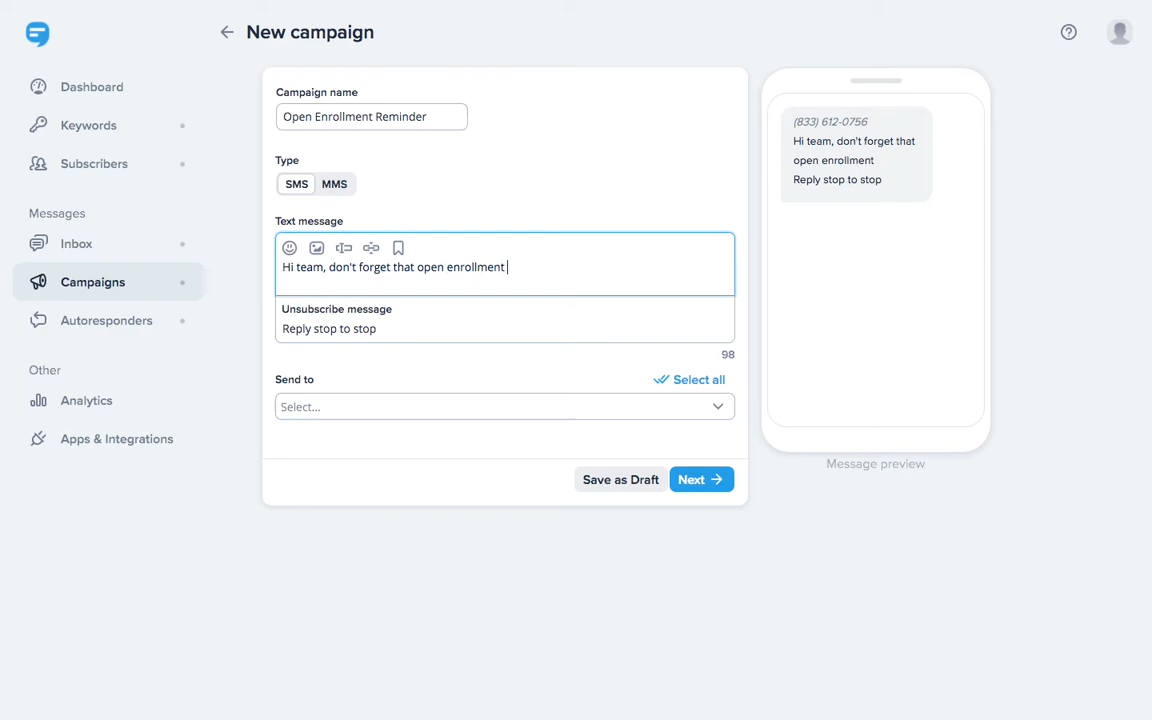 New campaign
Dashboard
Keywords
Subscribers
Messages
Inbox
Campaigns
Autoresponders
Other
Analytics
Apps & Integrations
Campaign name
Open Enrollment Reminder
Type
SMS MMS
Text message
Hi team, don't forget that open enrollment
Unsubscribe message
Reply stop to stop
98
Send to
Select all
Select...
Save as Draft
Next
(833) 612-0756
Hi team, don't forget that
open enrollment
Reply stop to stop
Message preview